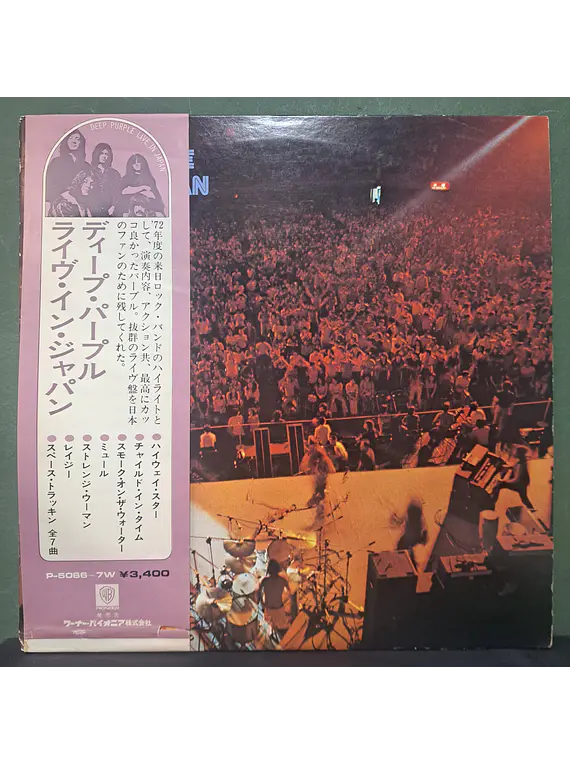 DEEP PURPLE LIVE IN JAPAN
ディープ・パープル
ライヴ・イン・ジャパン
'72年度の来日ロック・バンドのハイライトと
して、演奏内容、アクション共、最高にカッ
コ良かったパープル。抜群のライヴ盤を日本
のファンのために残してくれた。
ハイウェイ・スター
チャイルド・イン・タイム
スモーク・オン・ザ・ウォーター
ミュール
ストレンジ・ウーマン
レイジー
スペース・トラッキン 全7曲
P-5066~7W ¥3,400
WB
PIONEER
発売元
ワーナー・パイオニア株式会社
E
AN